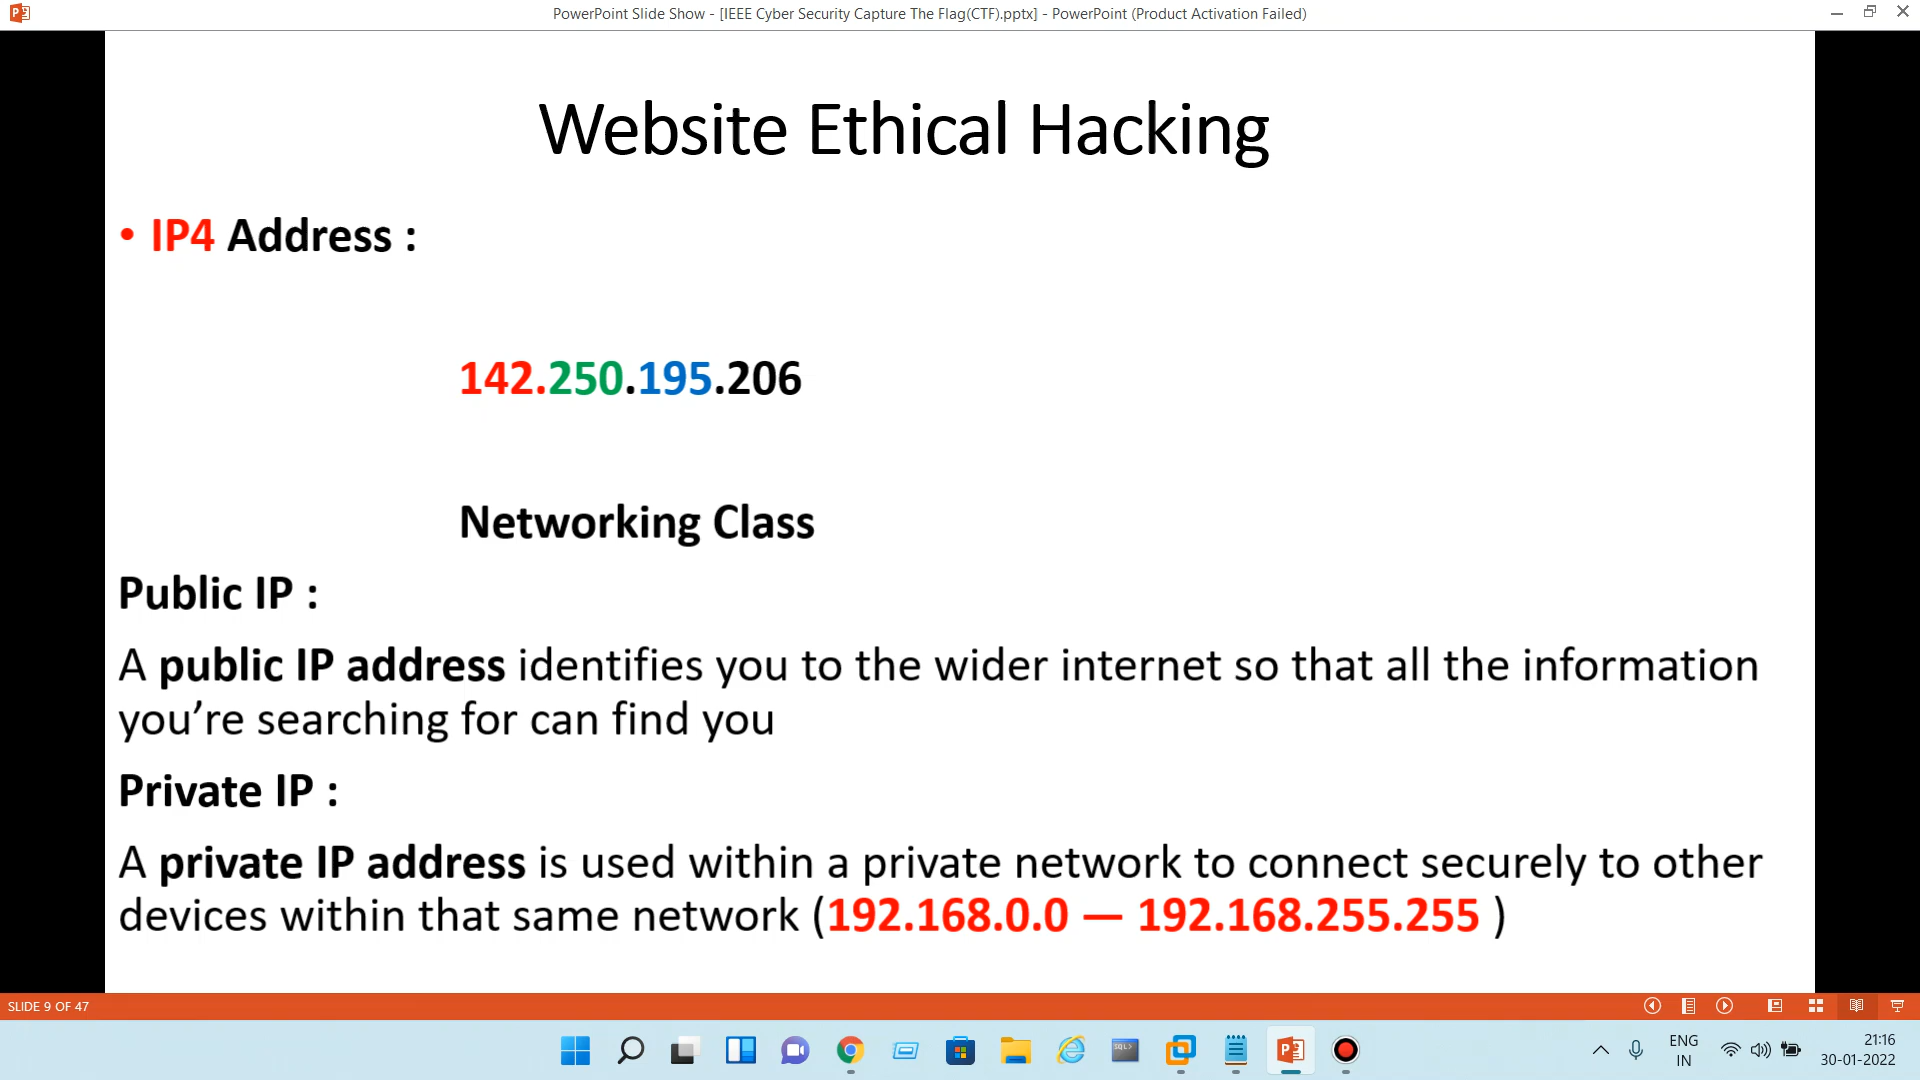 PowerPoint Slide Show - [IEEE Cyber Security Capture The Flag(CTF).pptx] - PowerPoint (Product Activation Failed)
Website Ethical Hacking
• IP4 Address :
142.250.195.206
Networking Class
Public IP :
A public IP address identifies you to the wider internet so that all the information
you’re searching for can find you
Private IP :
A private IP address is used within a private network to connect securely to other
devices within that same network (192.168.0.0 — 192.168.255.255 )
SLIDE 9 OF 47
ENG
IN
21:16
30-01-2022